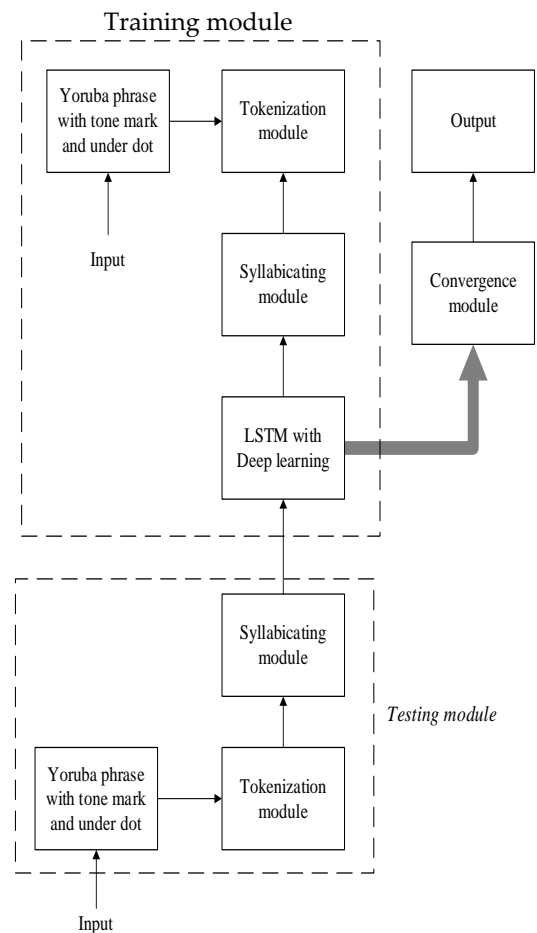 Training module
Yoruba phrase
with tone mark
and under dot
Tokenization
module
Output
Input
Syllabicating
module
Convergence
module
LSTM with
Deep learning
Syllabicating
module
Testing module
Yoruba phrase
with tone mark
and under dot
Tokenization
module
Input